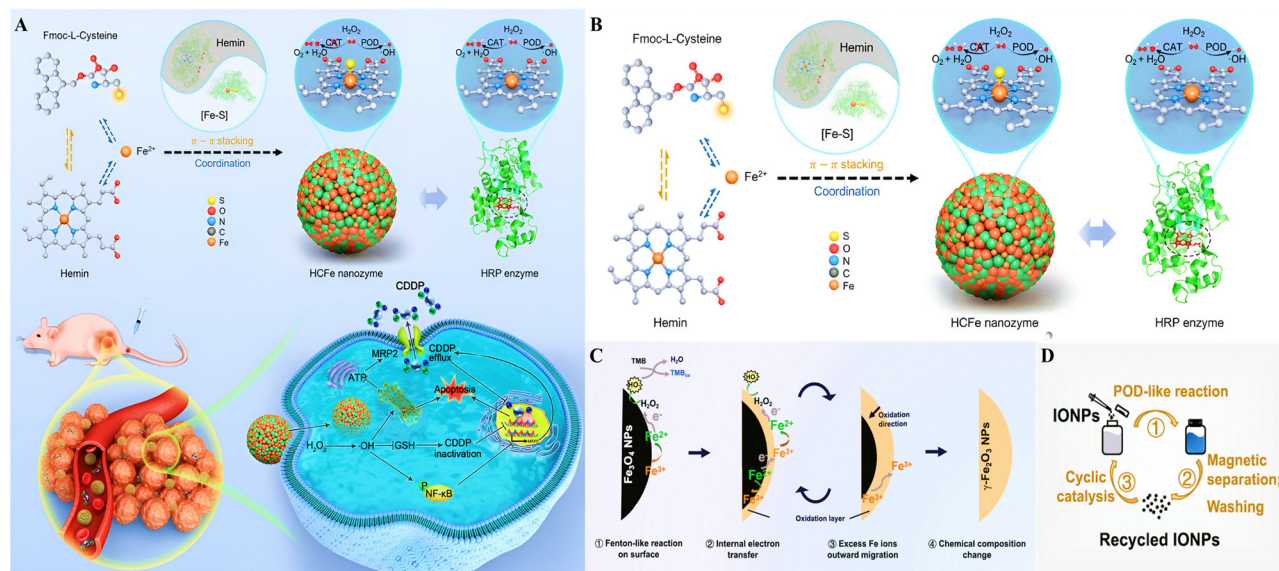 A
Fmoc-L-Cysteine
Hemin
[Fe-S]
H₂O₂
CAT
POD
O₂ + H₂O
·OH
H₂O₂
CAT
POD
O₂ + H₂O
·OH
Fe²⁺
π − π stacking
Coordination
S
O
N
C
Fe
Hemin
HCFe nanozyme
HRP enzyme
CDDP
MRP2
CDDP
efflux
ATP
Apoptosis
H₂O₂
OH
GSH
CDDP
inactivation
P
NF-κB
B
Fmoc-L-Cysteine
Hemin
[Fe-S]
H₂O₂
CAT
POD
O₂ + H₂O
·OH
H₂O₂
CAT
POD
O₂ + H₂O
·OH
Fe²⁺
π − π stacking
Coordination
S
O
N
C
Fe
Hemin
HCFe nanozyme
HRP enzyme
C
TMB
H₂O
TMBox
HO
H₂O₂
e⁻
Fe²⁺
Fe³⁺
Fe₃O₄ NPs
HO
H₂O₂
e⁻
Fe²⁺
Fe³⁺
e⁻
Fe²⁺
Fe³⁺
Oxidation
direction
Fe³⁺
Oxidation layer
γ-Fe₂O₃ NPs
① Fenton-like reaction
on surface
② Internal electron
transfer
③ Excess Fe ions
outward migration
④ Chemical composition
change
D
POD-like reaction
IONPs
①
Cyclic
catalysis
③
②
Magnetic
separation;
Washing
Recycled IONPs